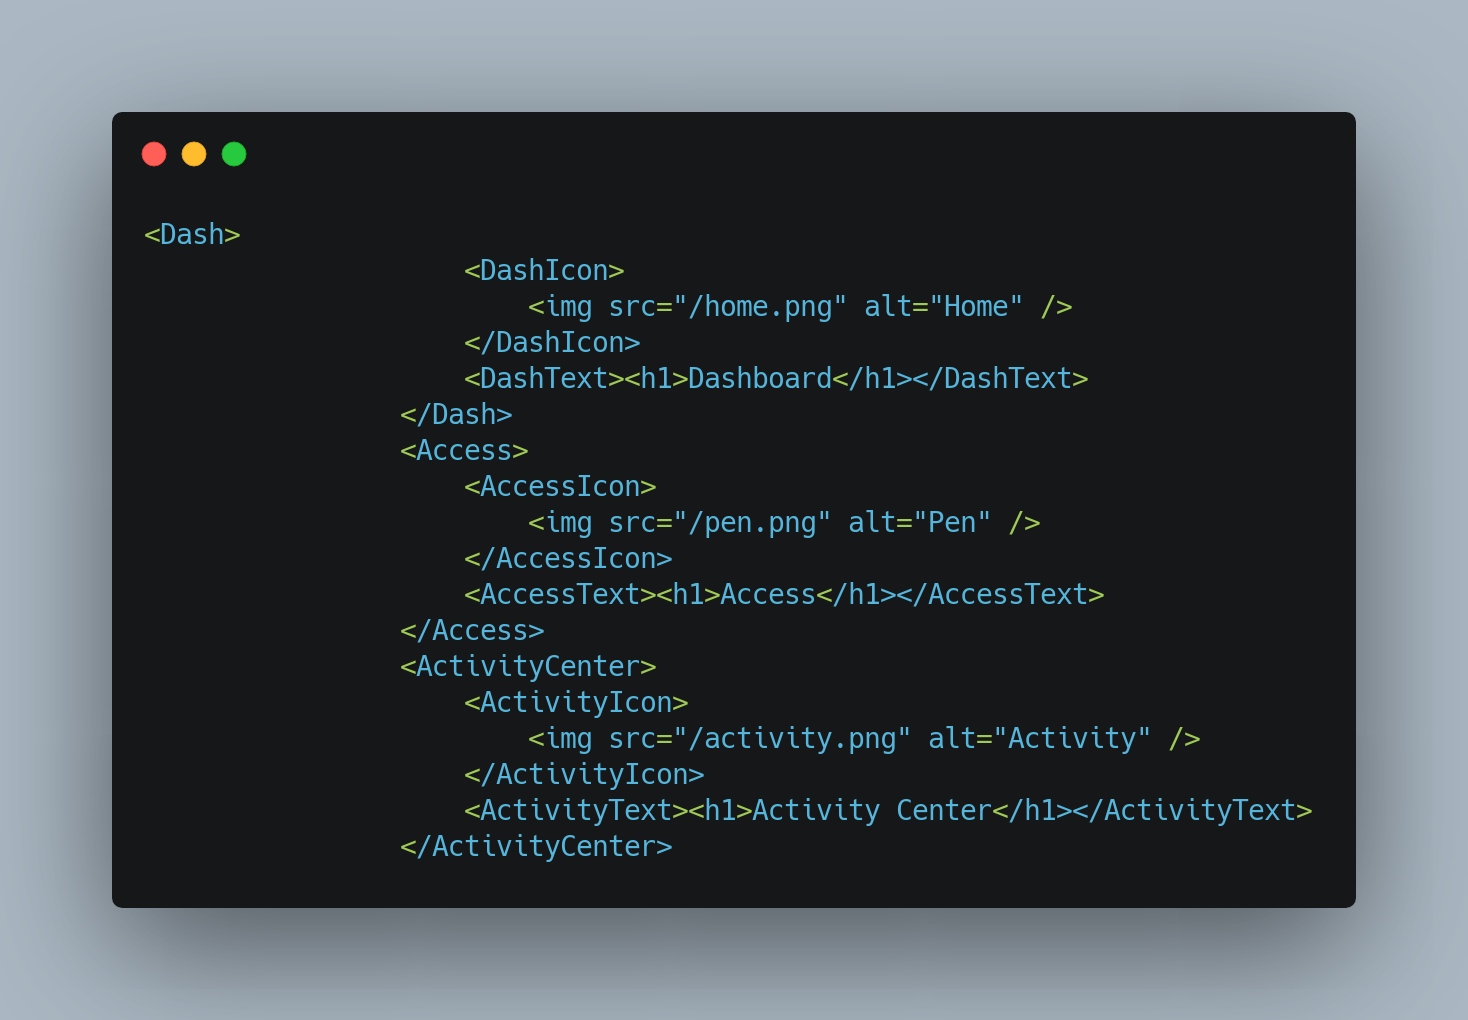 <Dash>
                    <DashIcon>
                        <img src="/home.png" alt="Home" />
                    </DashIcon>
                    <DashText><h1>Dashboard</h1></DashText>
                </Dash>
                <Access>
                    <AccessIcon>
                        <img src="/pen.png" alt="Pen" />
                    </AccessIcon>
                    <AccessText><h1>Access</h1></AccessText>
                </Access>
                <ActivityCenter>
                    <ActivityIcon>
                        <img src="/activity.png" alt="Activity" />
                    </ActivityIcon>
                    <ActivityText><h1>Activity Center</h1></ActivityText>
                </ActivityCenter>